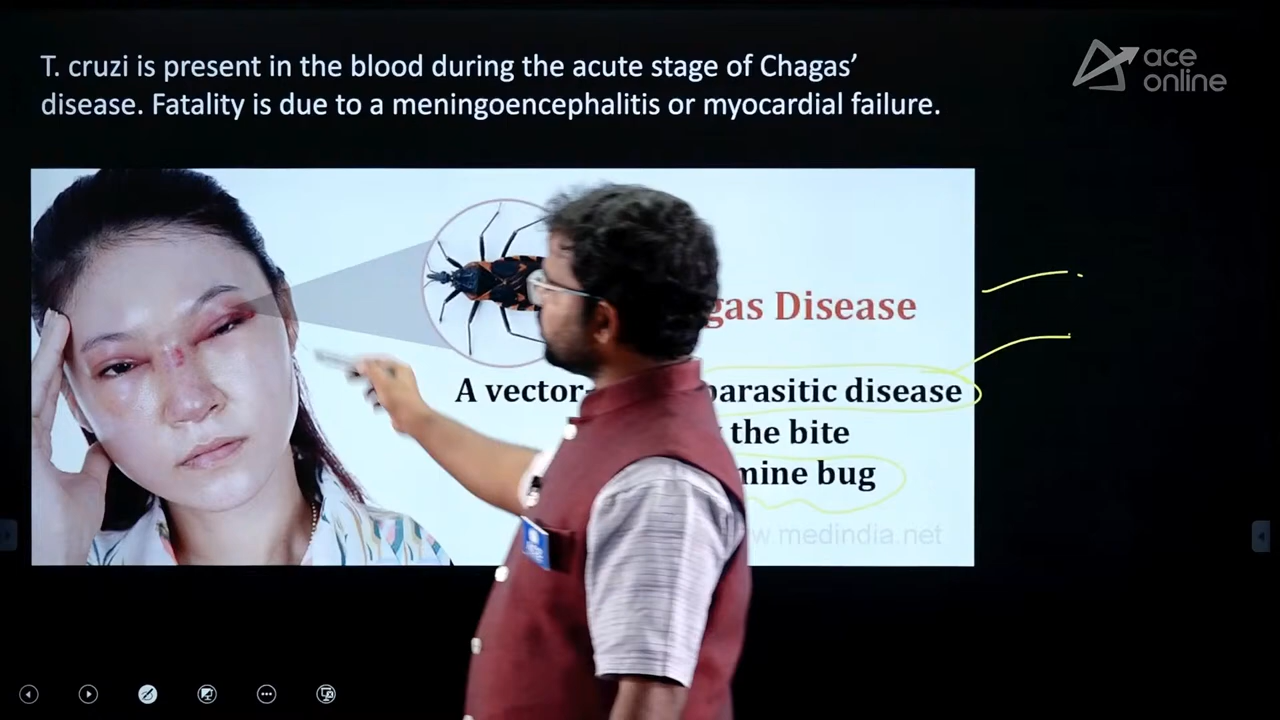 T. cruzi is present in the blood during the acute stage of Chagas’
disease. Fatality is due to a meningoencephalitis or myocardial failure.
ace
online
gas Disease
A vector- parasitic disease
the bite
mine bug
w.medindia.net